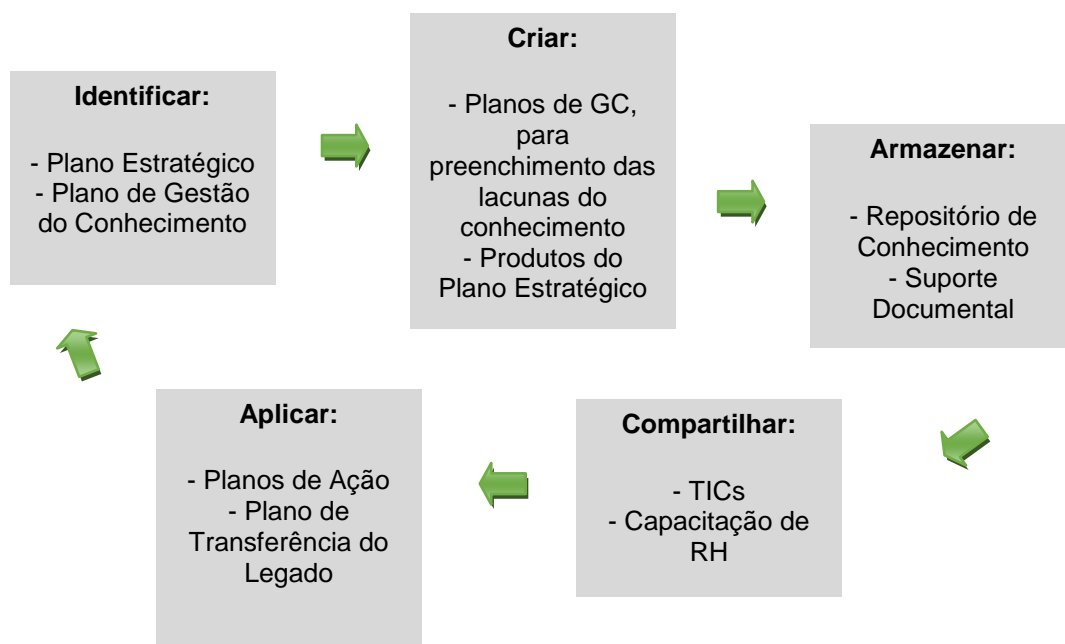 Identificar:
- Plano Estratégico
- Plano de Gestão
do Conhecimento
Criar:
- Planos de GC,
para
preenchimento das
lacunas do
conhecimento
- Produtos do
Plano Estratégico
Armazenar:
- Repositório de
Conhecimento
- Suporte
Documental
Compartilhar:
- TICs
- Capacitação de
RH
Aplicar:
- Planos de Ação
- Plano de
Transferência do
Legado